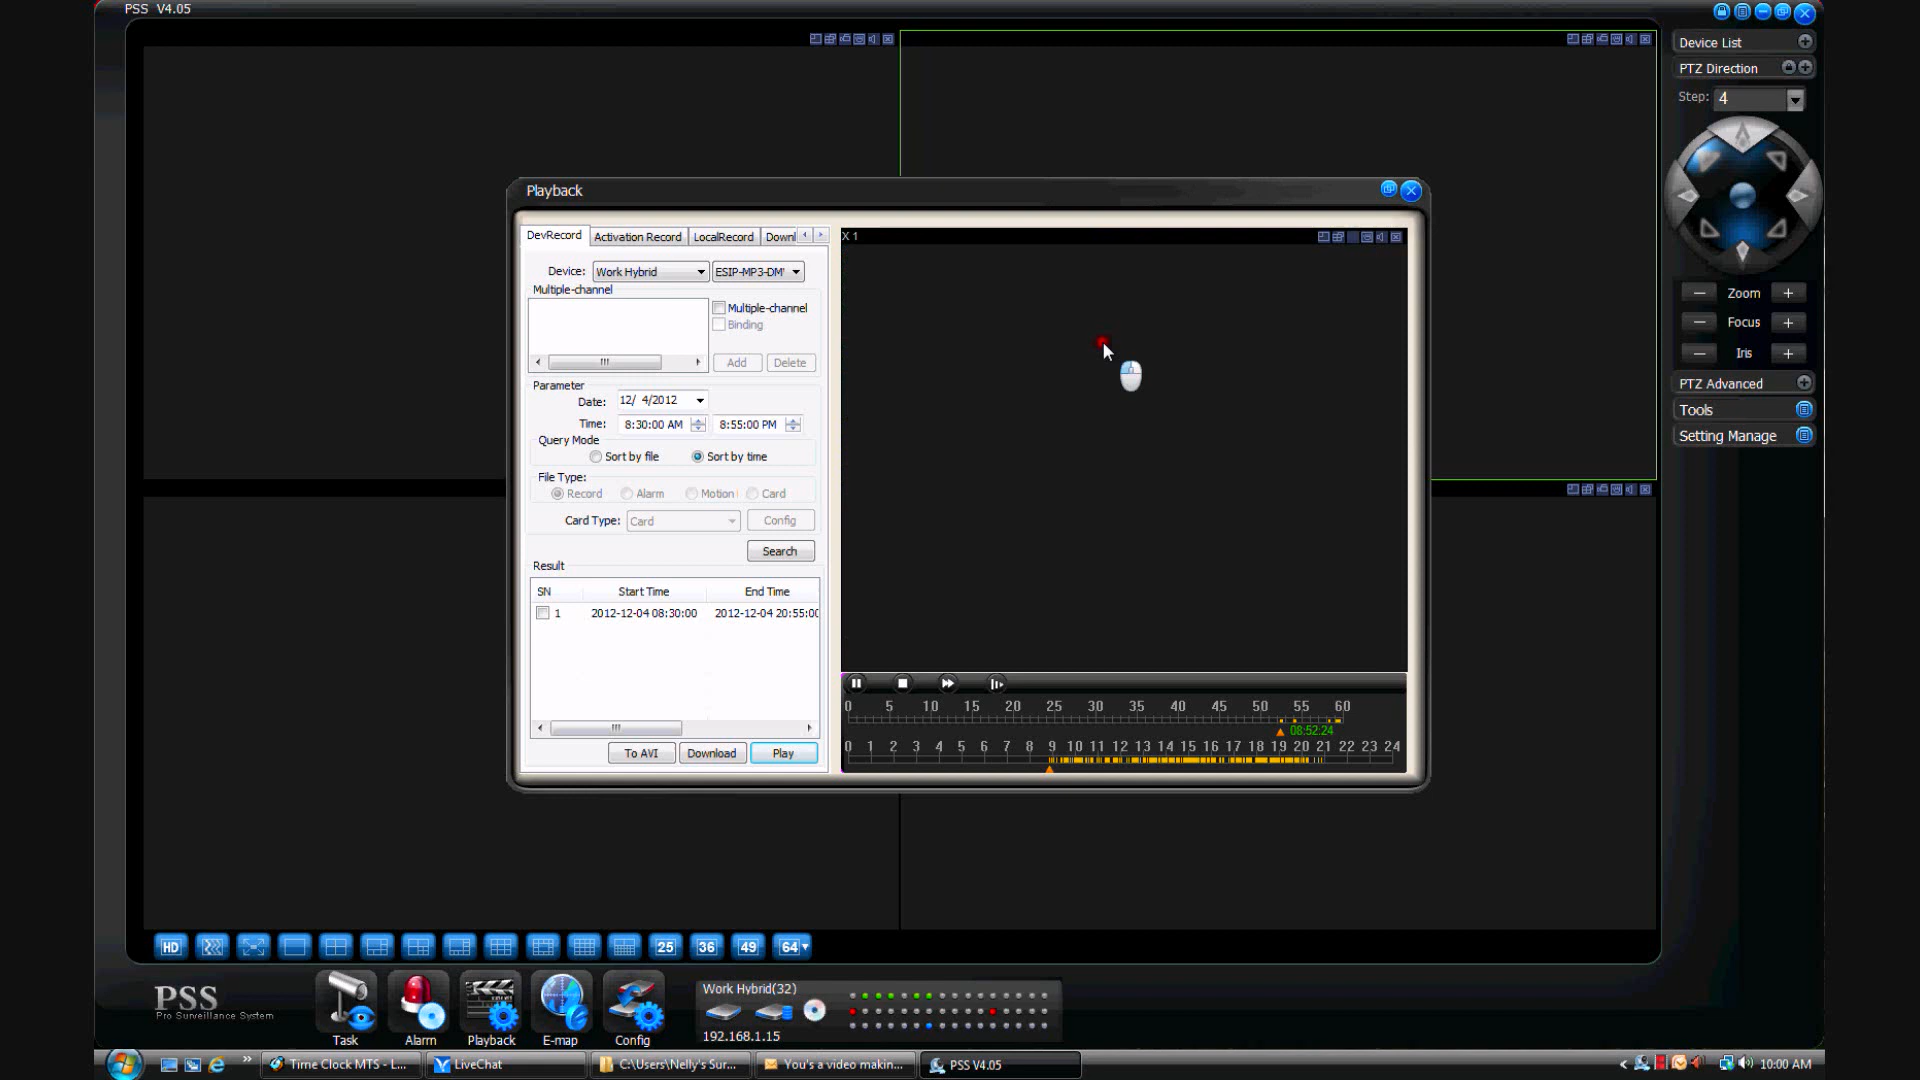 PSS V4.05
Device List
PTZ Direction
Step: 4
Zoom
Focus
Iris
PTZ Advanced
Tools
Setting Manage
Playback
DevRecord Activation Record LocalRecord Downl
Device: Work Hybrid ESIP-MP3-DM
Multiple-channel
Multiple-channel
Binding
Add Delete
Parameter
Date: 12/ 4/2012
Time: 8:30:00 AM 8:55:00 PM
Query Mode
Sort by file Sort by time
File Type:
Record Alarm Motion Card
Card Type: Card Config
Search
Result
SN Start Time End Time
1 2012-12-04 08:30:00 2012-12-04 20:55:00
To AVI Download Play
X 1
0 5 10 15 20 25 30 35 40 45 50 55 60
08:52:24
0 1 2 3 4 5 6 7 8 9 10 11 12 13 14 15 16 17 18 19 20 21 22 23 24
HD 25 36 49 64
PSS
Pro Surveillance System
Task Alarm Playback E-map Config
Work Hybrid(32)
192.168.1.15
Time Clock MTS - L... LiveChat C:\Users\Nelly's Sur... You's a video makin... PSS V4.05
10:00 AM